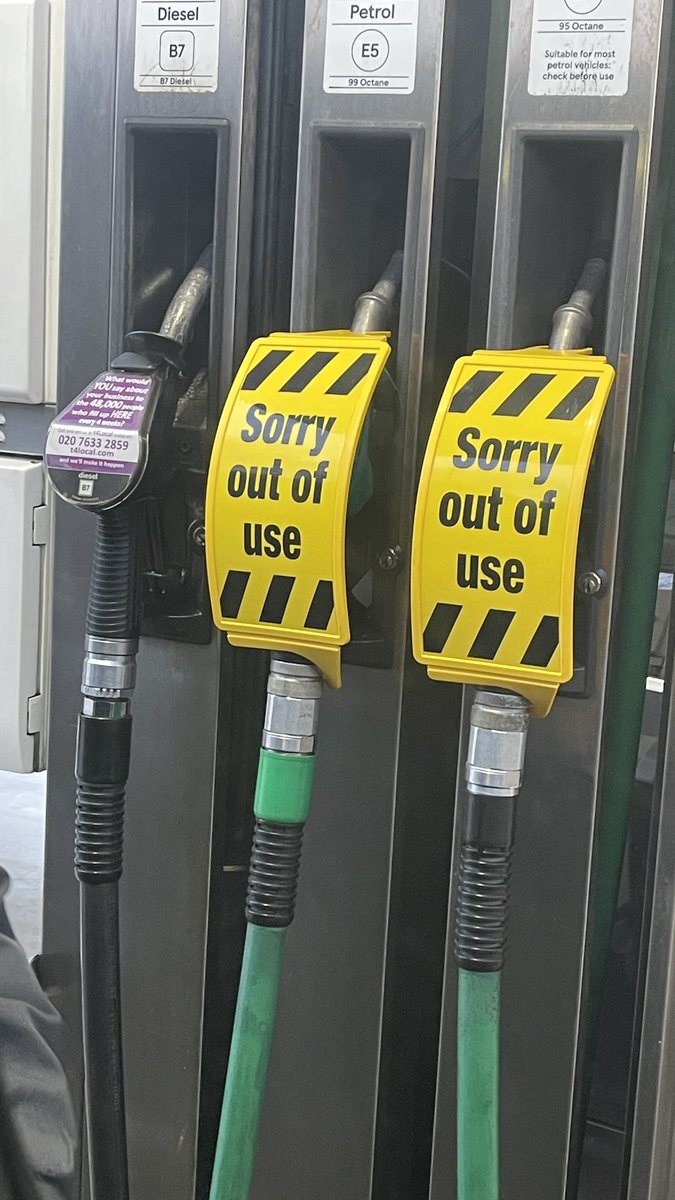 Diesel
B7
B7 Diesel
Petrol
E5
99 Octane
95 Octane
Suitable for most
petrol vehicles:
check before use
What would
YOU say about
your business to
the 48,000 people
who fill up HERE
every 4 weeks?
020 7633 2859
t4local.com
and we'll make it happen
diesel
B7
Sorry
out of
use
Sorry
out of
use